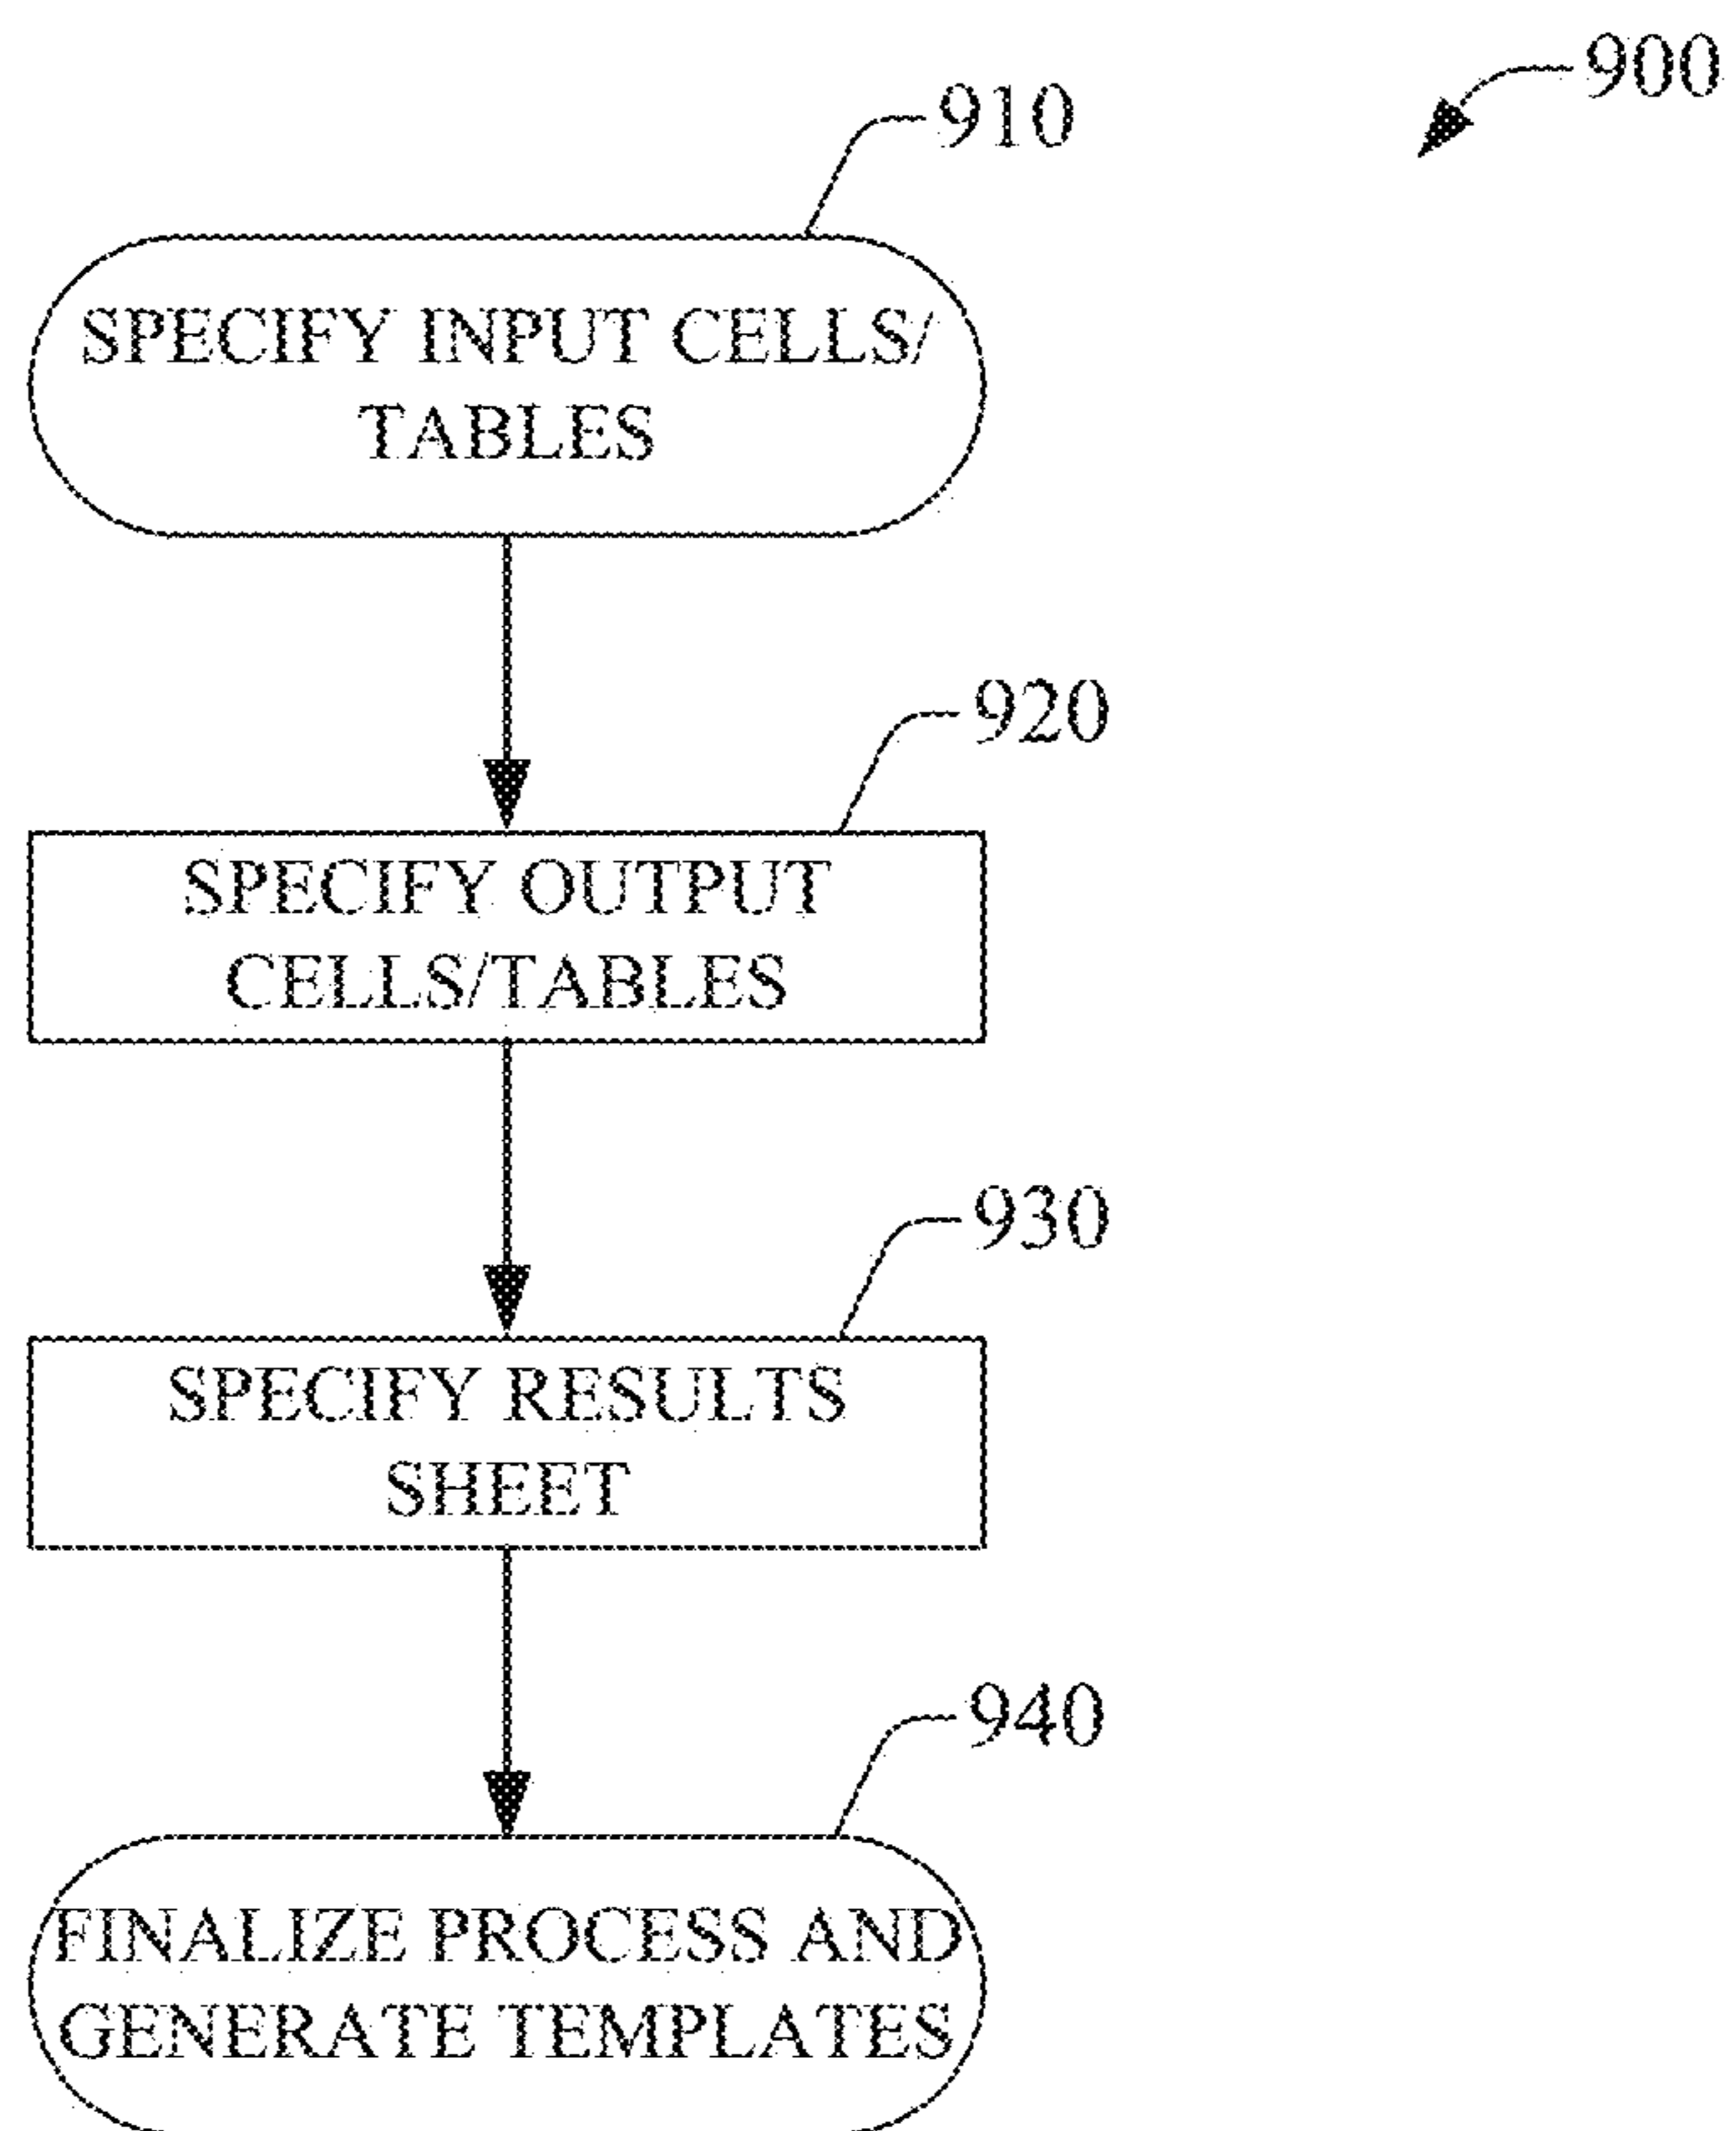 900
910
SPECIFY INPUT CELLS/
TABLES
920
SPECIFY OUTPUT
CELLS/TABLES
930
SPECIFY RESULTS
SHEET
940
FINALIZE PROCESS AND
GENERATE TEMPLATES